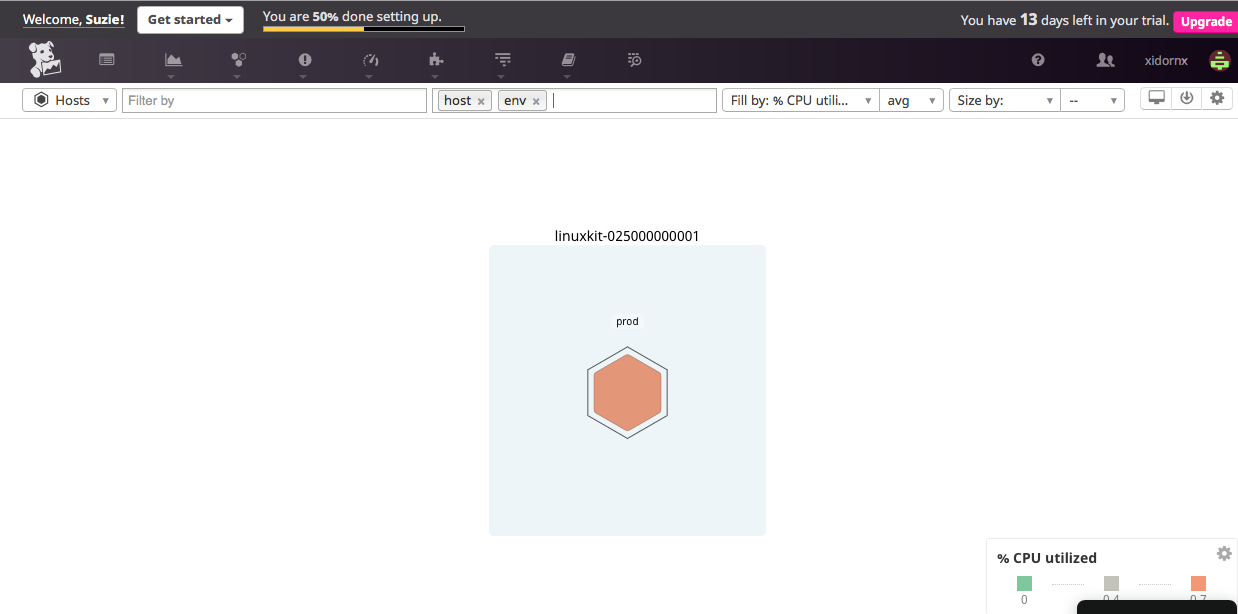 Welcome, Suzie!
Get started
You are 50% done setting up.
You have 13 days left in your trial.
Upgrade
xidornx
Hosts
Filter by
host ×
env ×
Fill by: % CPU utili...
avg
Size by:
--
linuxkit-025000000001
prod
% CPU utilized
0
0.4
0.7